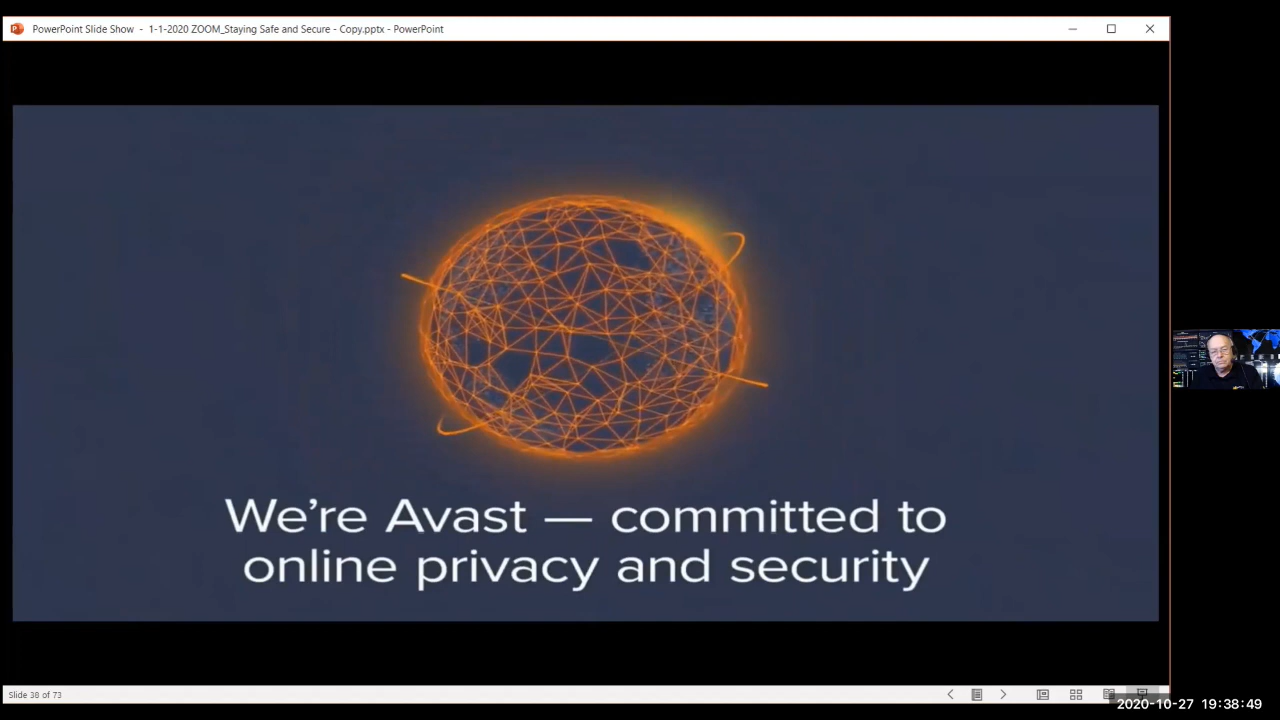 PowerPoint Slide Show - 1-1-2020 ZOOM_Staying Safe and Secure - Copy.pptx - PowerPoint
We're Avast — committed to
online privacy and security
Slide 38 of 73
2020-10-27 19:38:49